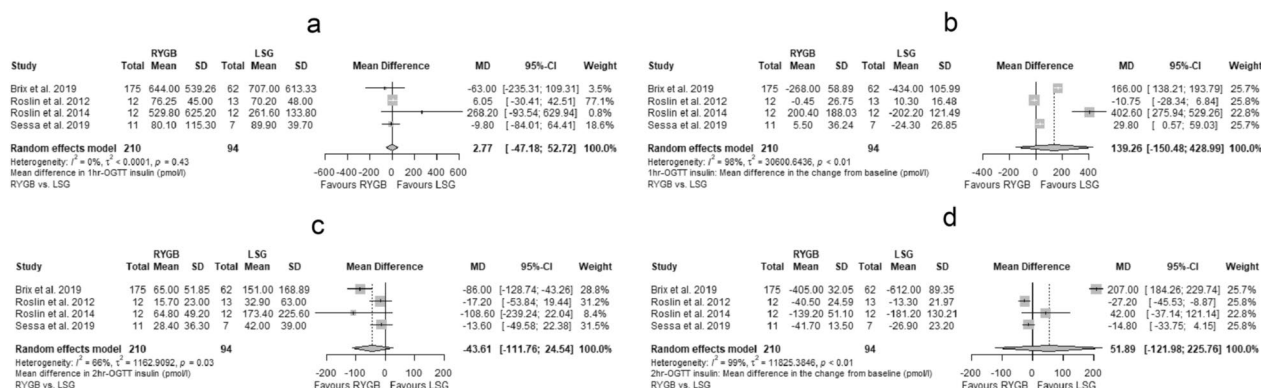 a
RYGB LSG
Study Total Mean SD Total Mean SD Mean Difference MD 95%-CI Weight
Brix et al. 2019 175 644.00 539.26 62 707.00 613.33 -63.00 [-235.31; 109.31] 3.5%
Roslin et al. 2012 12 76.25 45.00 13 70.20 48.00 6.05 [-30.41; 42.51] 77.1%
Roslin et al. 2014 12 529.80 625.20 12 261.60 133.80 268.20 [-93.54; 629.94] 0.8%
Sessa et al. 2019 11 80.10 115.30 7 89.90 39.70 -9.80 [-84.01; 64.41] 18.6%
Random effects model 210 94 2.77 [-47.18; 52.72] 100.0%
Heterogeneity: I² = 0%, τ² < 0.0001, p = 0.43
Mean difference in 1hr-OGTT insulin (pmol/l)
RYGB vs. LSG
-600 -400 -200 0 200 400 600
Favours RYGB Favours LSG
b
RYGB LSG
Study Total Mean SD Total Mean SD Mean Difference MD 95%-CI Weight
Brix et al. 2019 175 -268.00 58.89 62 -434.00 105.99 166.00 [138.21; 193.79] 25.7%
Roslin et al. 2012 12 -0.45 26.75 13 10.30 16.48 -10.75 [-28.34; 6.84] 25.8%
Roslin et al. 2014 12 200.40 188.03 12 -202.20 121.49 402.60 [275.94; 529.26] 22.8%
Sessa et al. 2019 11 5.50 36.24 7 -24.30 26.85 29.80 [ 0.57; 59.03] 25.7%
Random effects model 210 94 139.26 [-150.48; 428.99] 100.0%
Heterogeneity: I² = 98%, τ² = 30600.6436, p < 0.01
1hr-OGTT insulin: Mean difference in the change from baseline (pmol/l)
RYGB vs. LSG
-400 -200 0 200 400
Favours RYGB Favours LSG
c
RYGB LSG
Study Total Mean SD Total Mean SD Mean Difference MD 95%-CI Weight
Brix et al. 2019 175 65.00 51.85 62 151.00 168.89 -86.00 [-128.74; -43.26] 28.8%
Roslin et al. 2012 12 15.70 23.00 13 32.90 63.00 -17.20 [-53.84; 19.44] 31.2%
Roslin et al. 2014 12 64.80 49.20 12 173.40 225.60 -108.60 [-239.24; 22.04] 8.4%
Sessa et al. 2019 11 28.40 36.30 7 42.00 39.00 -13.60 [-49.58; 22.38] 31.5%
Random effects model 210 94 -43.61 [-111.76; 24.54] 100.0%
Heterogeneity: I² = 66%, τ² = 1162.9092, p = 0.03
Mean difference in 2hr-OGTT insulin (pmol/l)
RYGB vs. LSG
-200 -100 0 100 200
Favours RYGB Favours LSG
d
RYGB LSG
Study Total Mean SD Total Mean SD Mean Difference MD 95%-CI Weight
Brix et al. 2019 175 -405.00 32.05 62 -612.00 89.35 207.00 [184.26; 229.74] 25.7%
Roslin et al. 2012 12 -40.50 24.59 13 -13.30 21.97 -27.20 [-45.53; -8.87] 25.8%
Roslin et al. 2014 12 -139.20 51.10 12 -181.20 130.21 42.00 [-37.14; 121.14] 22.7%
Sessa et al. 2019 11 -41.70 13.50 7 -26.90 23.20 -14.80 [-33.75; 4.15] 25.8%
Random effects model 210 94 51.89 [-121.98; 225.76] 100.0%
Heterogeneity: I² = 99%, τ² = 11825.3846, p < 0.01
2hr-OGTT insulin: Mean difference in the change from baseline (pmol/l)
RYGB vs. LSG
-200 -100 0 100 200
Favours RYGB Favours LSG